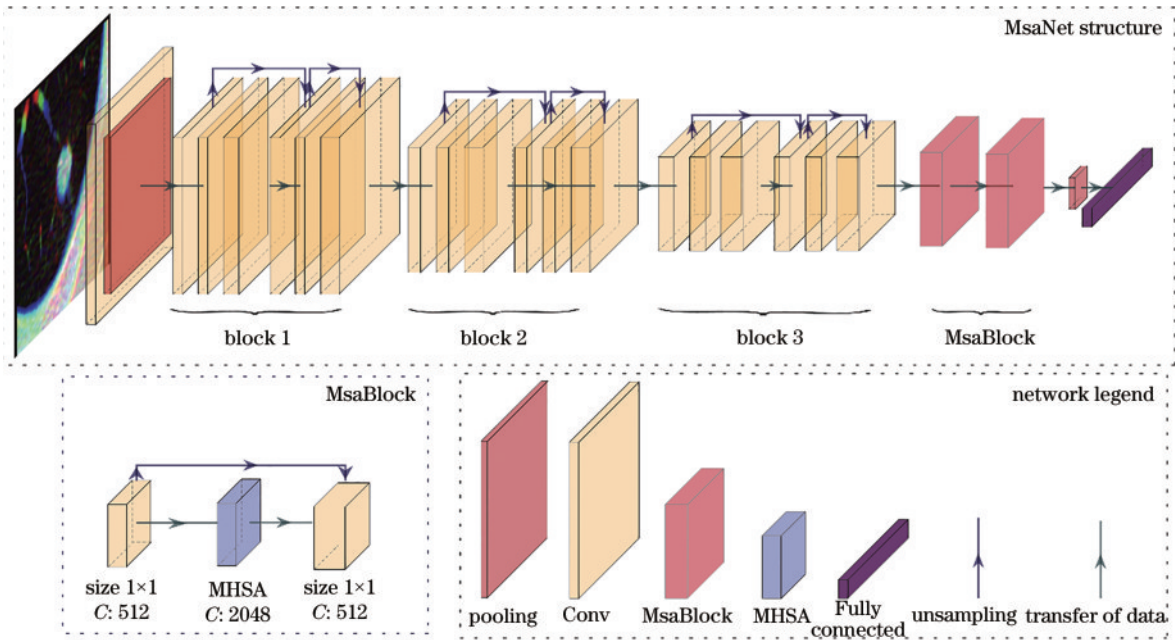 MsaNet structure
block 1
block 2
block 3
MsaBlock
MsaBlock
size 1×1
C: 512
MHSA
C: 2048
size 1×1
C: 512
network legend
pooling
Conv
MsaBlock
MHSA
Fully
connected
unsampling
transfer of data